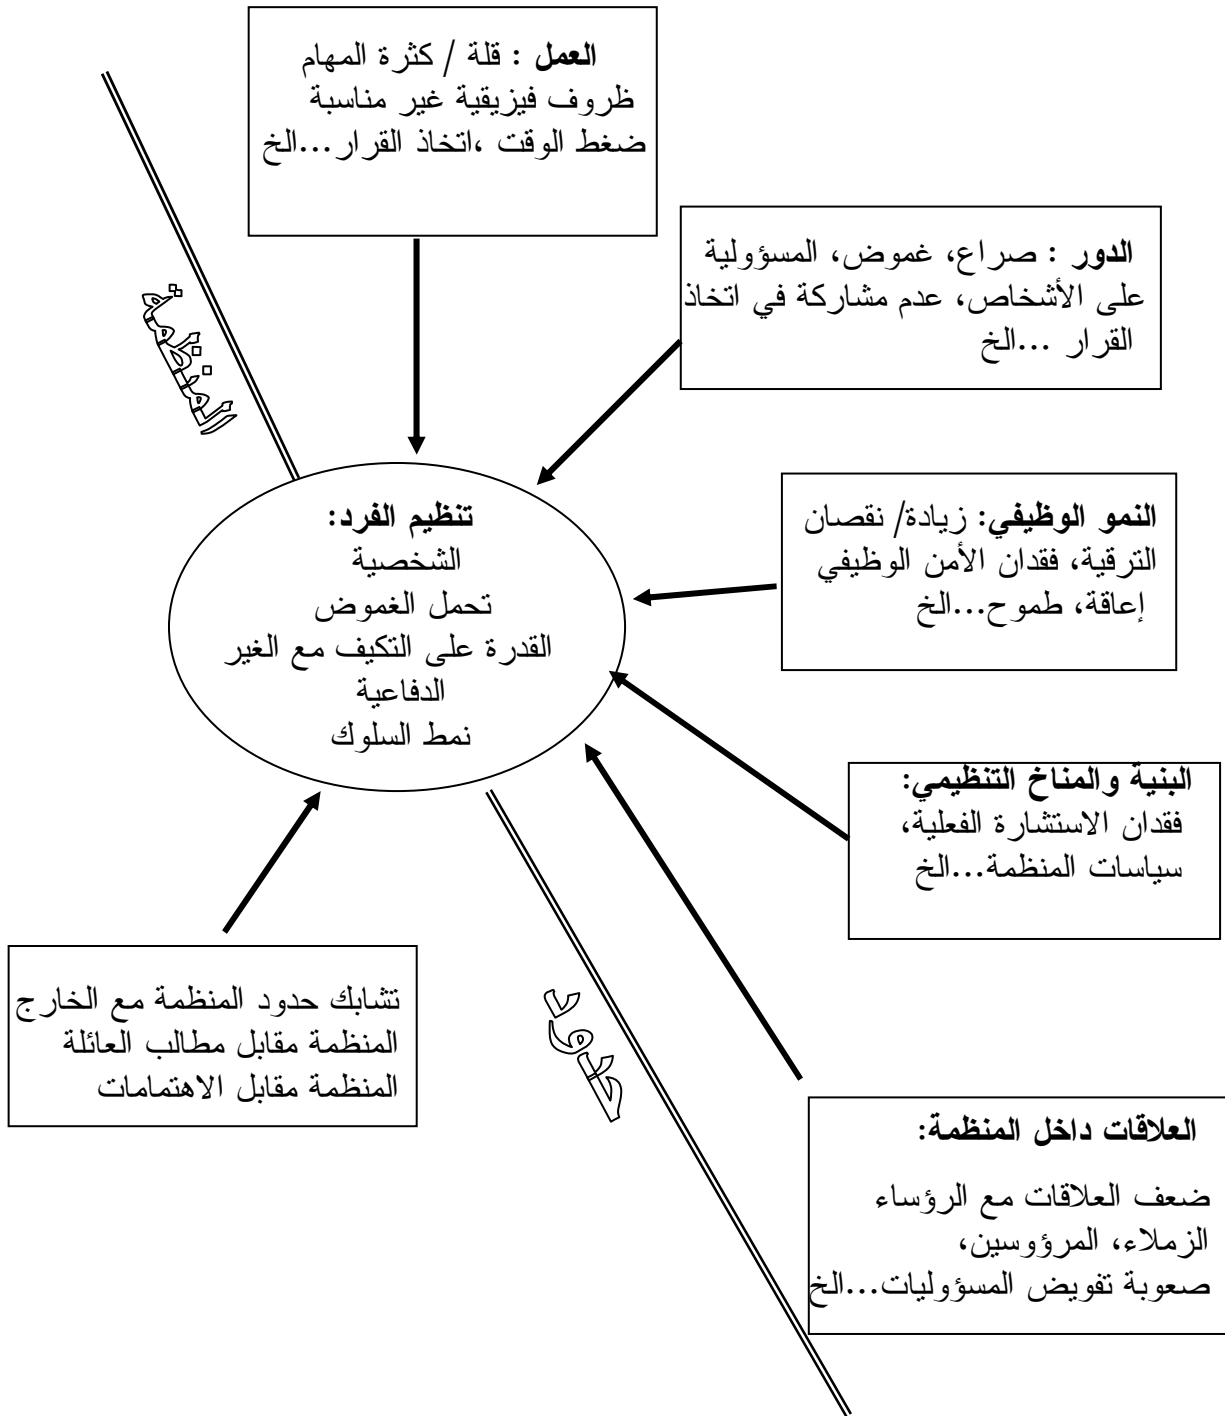 العمل : قلة / كثرة المهام
ظروف فيزيقية غير مناسبة
ضغط الوقت ،اتخاذ القرار...الخ
الدور : صراع، غموض، المسؤولية
على الأشخاص، عدم مشاركة في اتخاذ
القرار ...الخ
المنظمة
تنظيم الفرد:
الشخصية
تحمل الغموض
القدرة على التكيف مع الغير
الدفاعية
نمط السلوك
النمو الوظيفي: زيادة/ نقصان
الترقية، فقدان الأمن الوظيفي
إعاقة، طموح...الخ
البنية والمناخ التنظيمي:
فقدان الاستشارة الفعلية،
سياسات المنظمة...الخ
تشابك حدود المنظمة مع الخارج
المنظمة مقابل مطالب العائلة
المنظمة مقابل الاهتمامات
حدود
العلاقات داخل المنظمة:
ضعف العلاقات مع الرؤساء
الزملاء، المرؤوسين،
صعوبة تفويض المسؤوليات...الخ